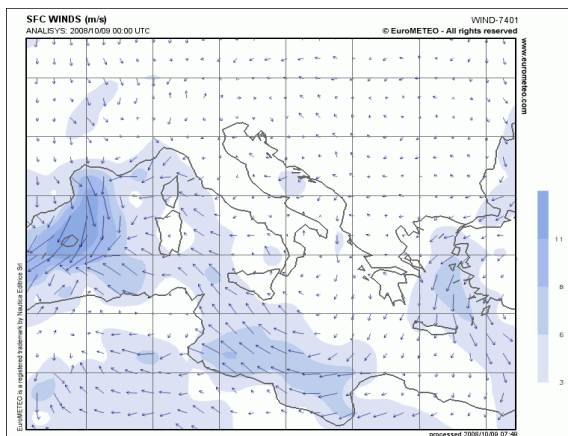 SFC WINDS (m/s)
WIND-7401
ANALISYS: 2008/10/09 00:00 UTC
© EuroMETEO - All rights reserved
www.eurometeo.com
11
8
6
3
EuroMETEO is a registered trademark by Nautica Editrice Srl
processed 2008/10/09 07:49